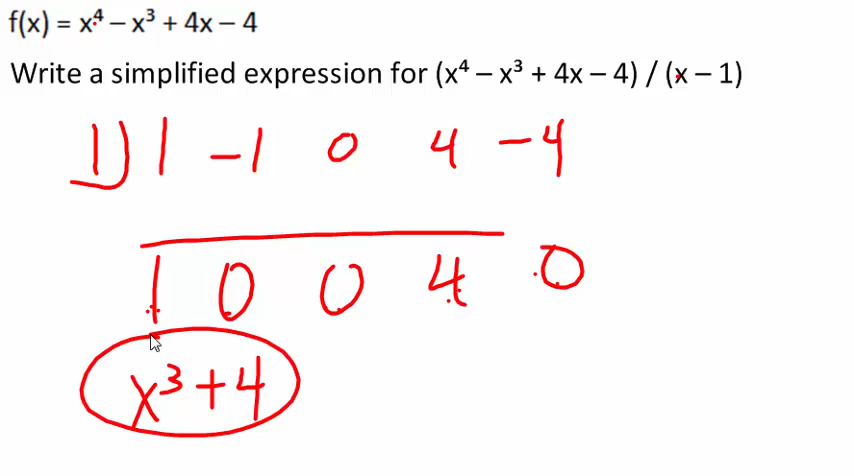 f(x) = x⁴ – x³ + 4x – 4
Write a simplified expression for (x⁴ – x³ + 4x – 4) / (x – 1)
1) 1 -1 0 4 -4
1 0 0 4 0
x³ + 4